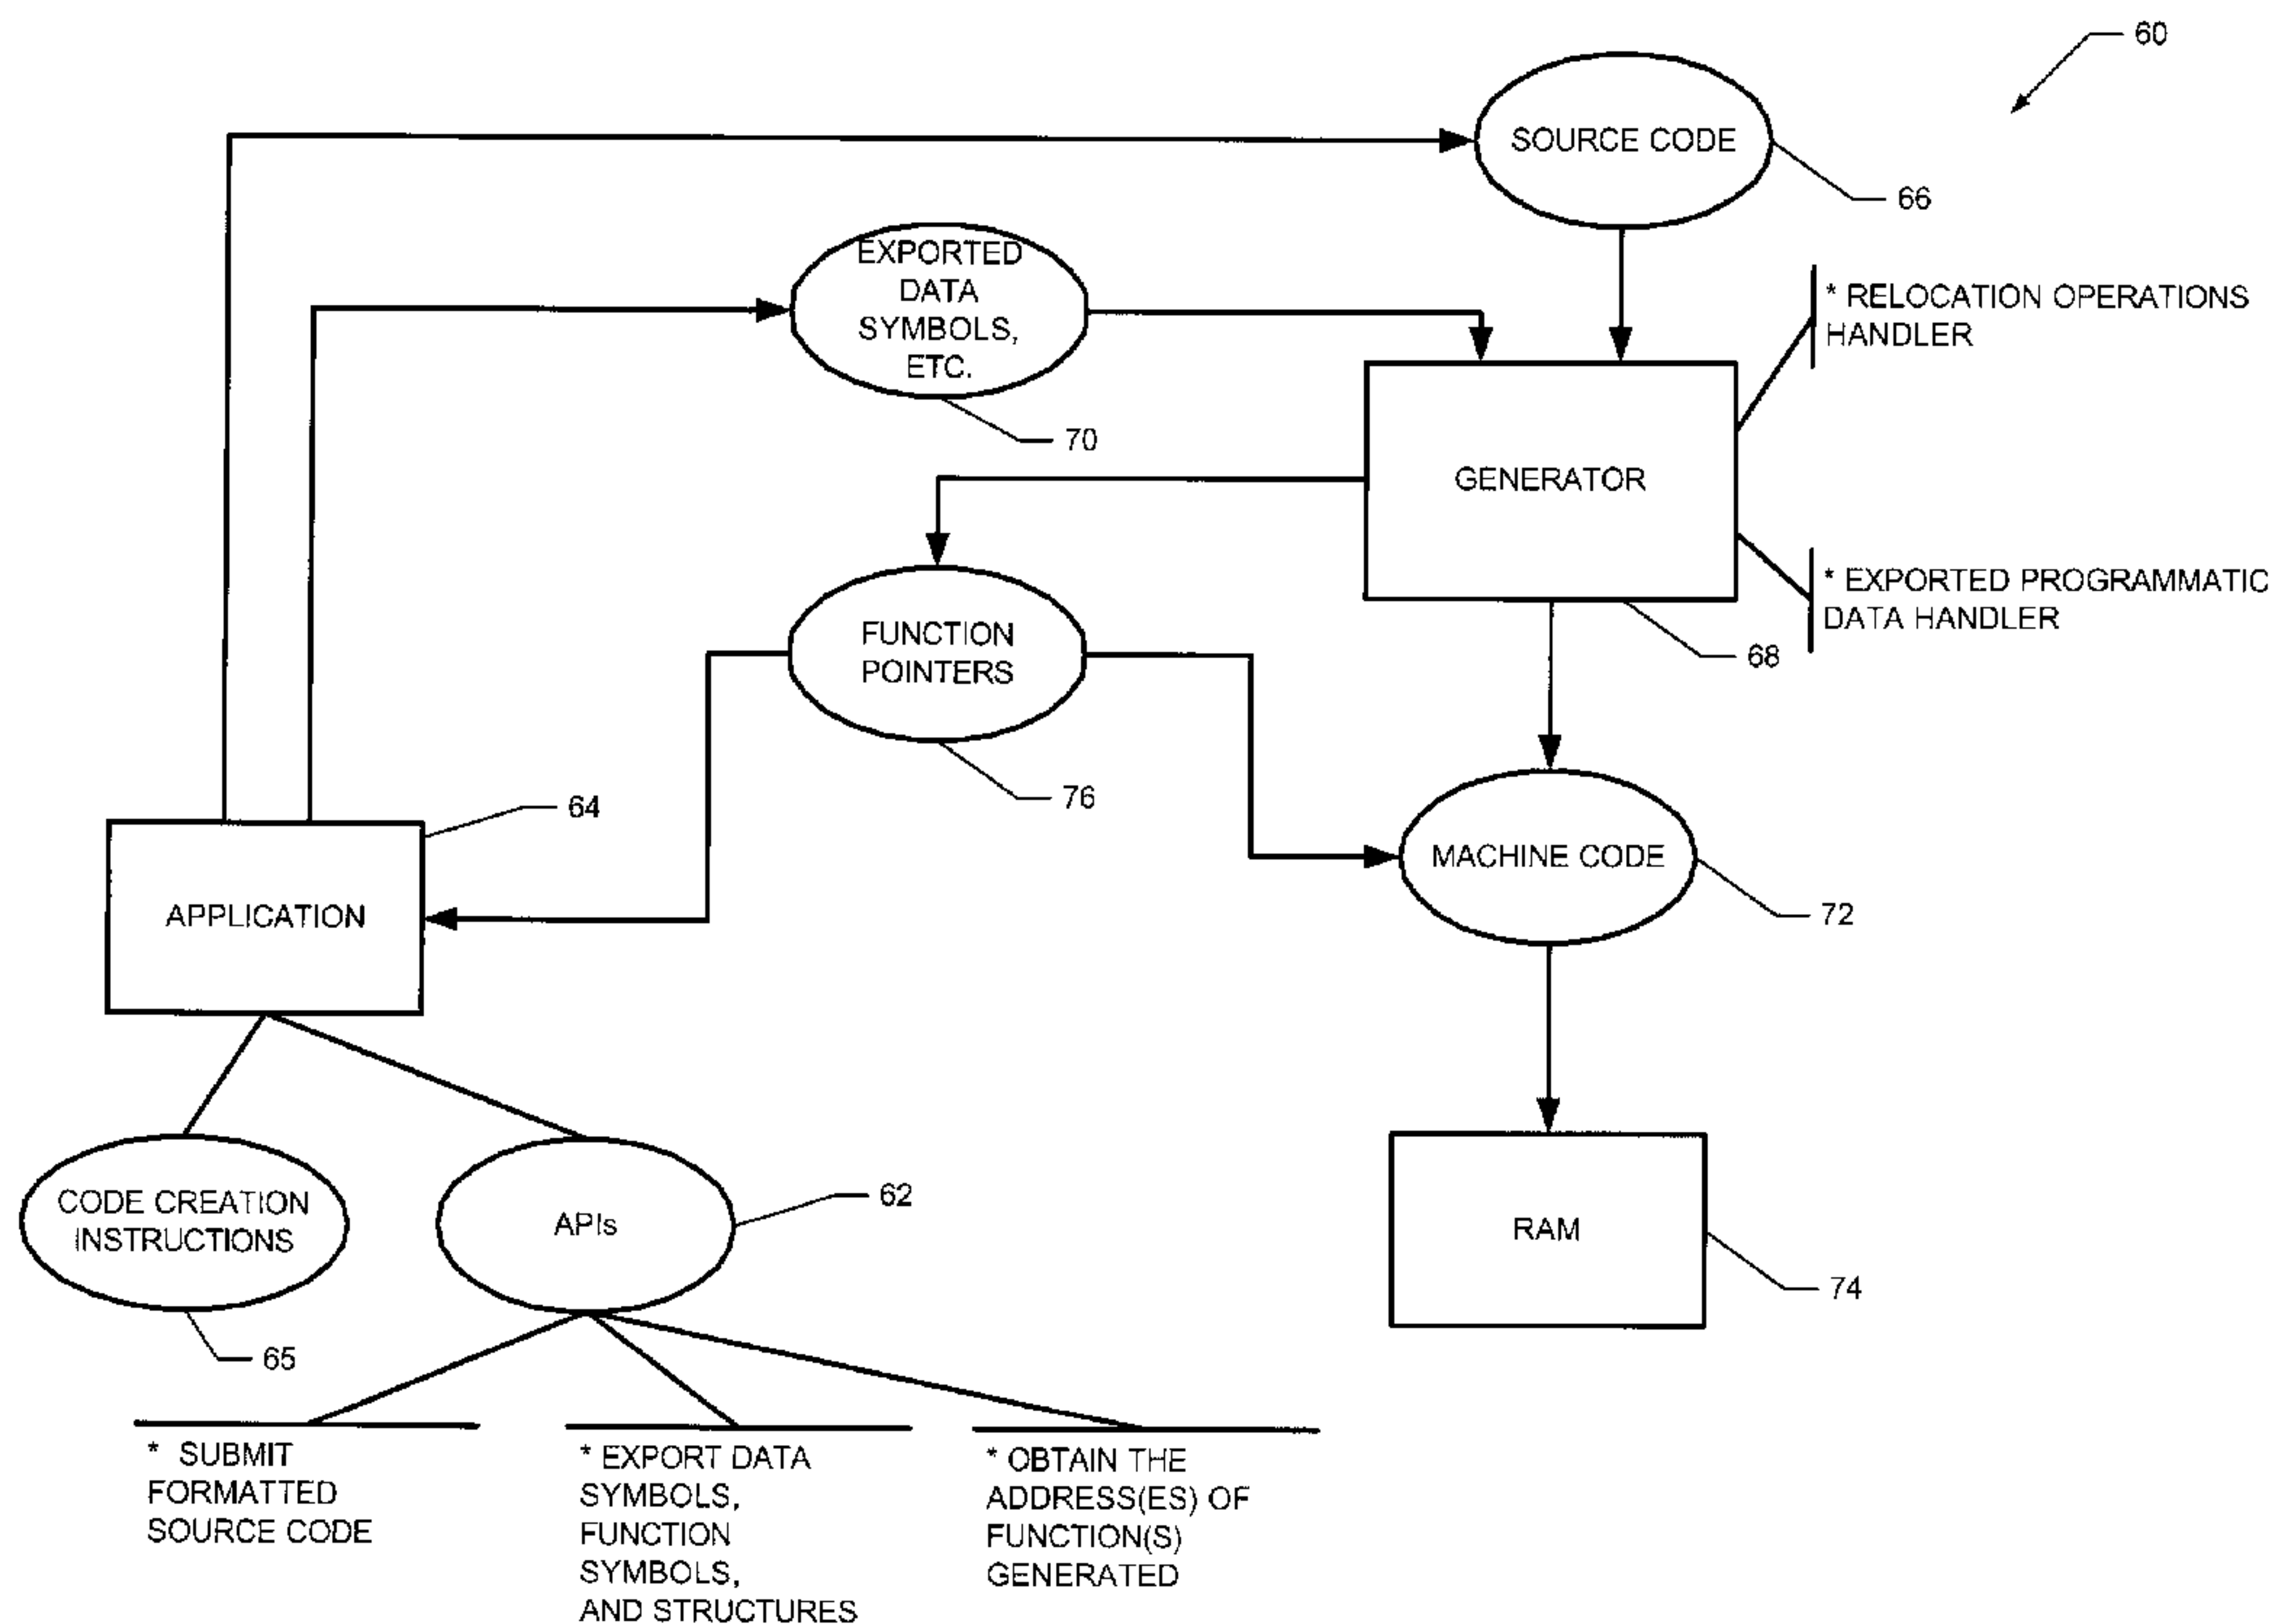 60
SOURCE CODE
66
EXPORTED
DATA
SYMBOLS,
ETC.
70
* RELOCATION OPERATIONS
HANDLER
GENERATOR
* EXPORTED PROGRAMMATIC
DATA HANDLER
68
FUNCTION
POINTERS
76
64
APPLICATION
MACHINE CODE
72
CODE CREATION
INSTRUCTIONS
65
APIs
62
RAM
74
* SUBMIT
FORMATTED
SOURCE CODE
* EXPORT DATA
SYMBOLS,
FUNCTION
SYMBOLS,
AND STRUCTURES
* OBTAIN THE
ADDRESS(ES) OF
FUNCTION(S)
GENERATED